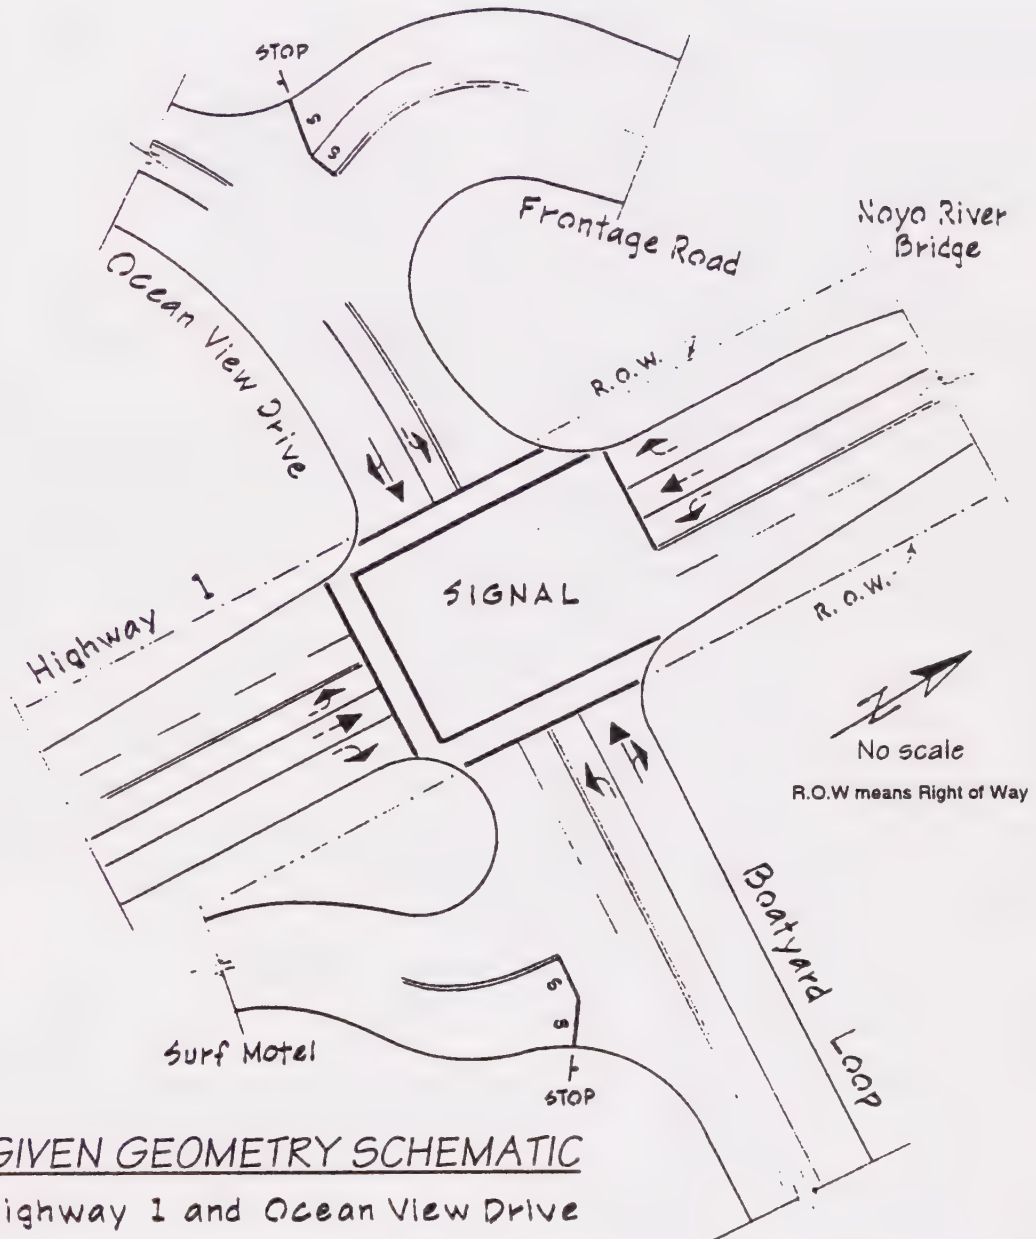 STOP
S
S
Frontage Road
Noyo River
Bridge
Ocean View Drive
R.O.W.
Highway 1
SIGNAL
R.O.W.
No scale
R.O.W means Right of Way
Boatyard Loop
S
S
Surf Motel
STOP
GIVEN GEOMETRY SCHEMATIC
ighway 1 and Ocean View Drive